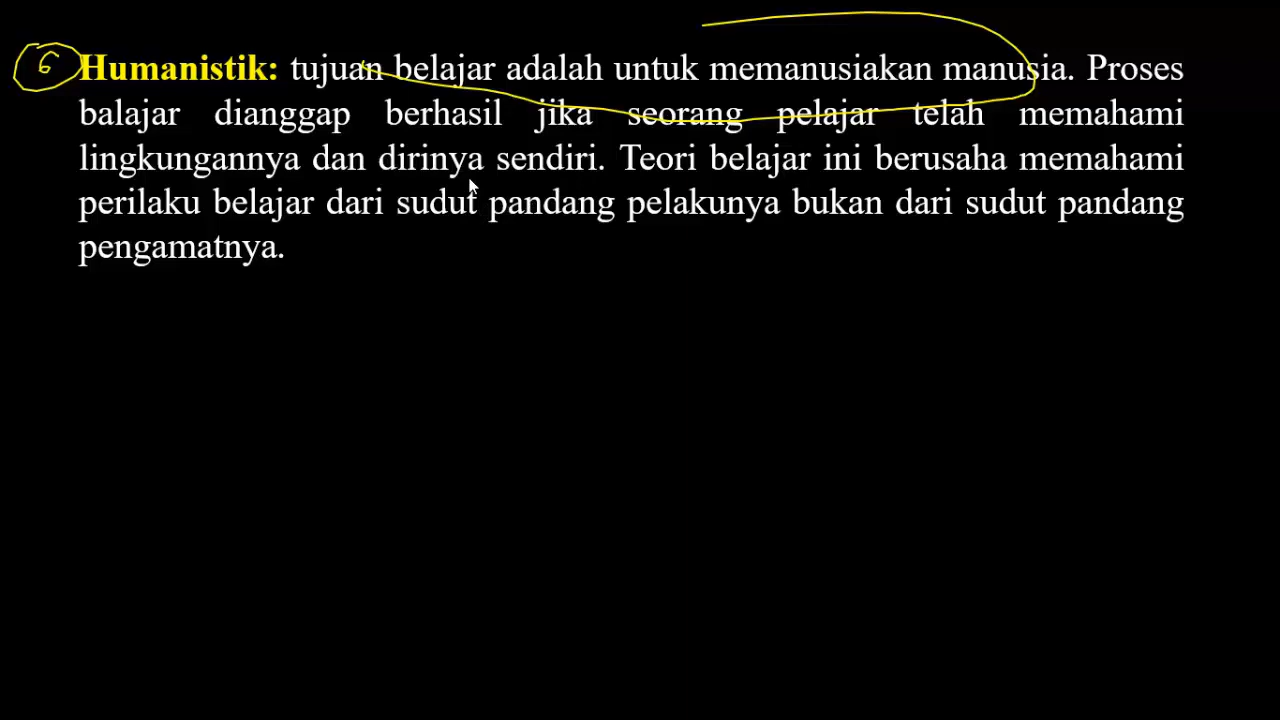 6 Humanistik: tujuan belajar adalah untuk memanusiakan manusia. Proses
balajar dianggap berhasil jika seorang pelajar telah memahami
lingkungannya dan dirinya sendiri. Teori belajar ini berusaha memahami
perilaku belajar dari sudut pandang pelakunya bukan dari sudut pandang
pengamatnya.